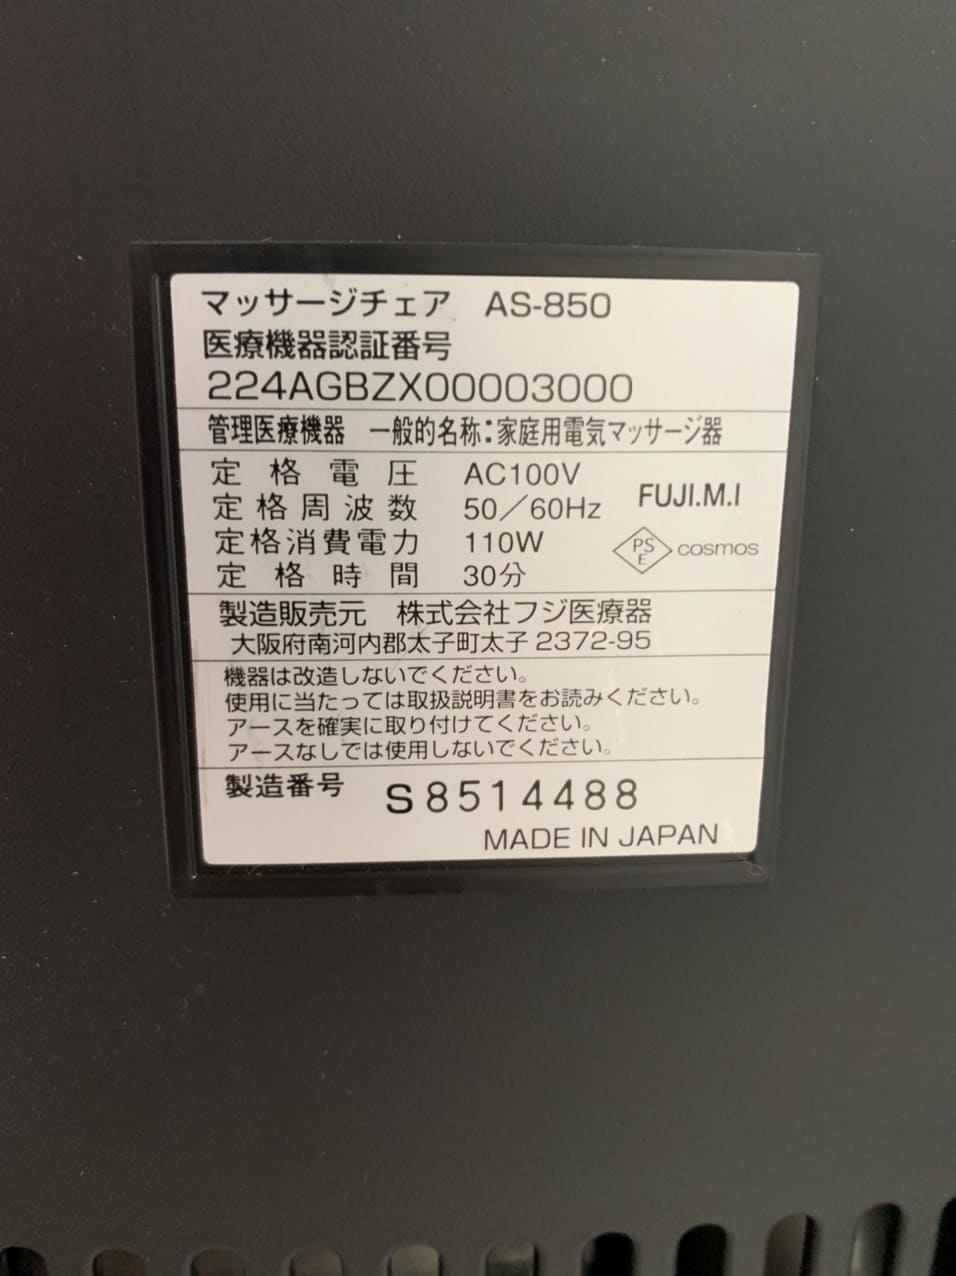 マッサージチェア AS-850
医療機器認証番号
224AGBZX00003000
管理医療機器 一般的名称:家庭用電気マッサージ器
定格電圧 AC100V
定格周波数 50/60Hz
定格消費電力 110W
定格時間 30分
FUJI.M.I
PSE cosmos
製造販売元 株式会社フジ医療器
大阪府南河内郡太子町太子2372-95
機器は改造しないでください。
使用に当たっては取扱説明書をお読みください。
アースを確実に取り付けてください。
アースなしでは使用しないでください。
製造番号 S8514488
MADE IN JAPAN